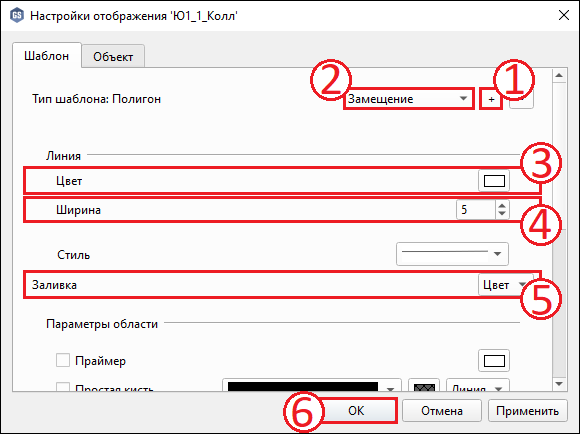 GS Настройки отображения 'Ю1_1_Колл'
Шаблон Объект
2 1
Тип шаблона: Полигон Замещение +
Линия 3
Цвет
Ширина 5 4
Стиль
Заливка Цвет 5
Параметры области
Праймер
Простая кисть Линия
6 OK Отмена Применить